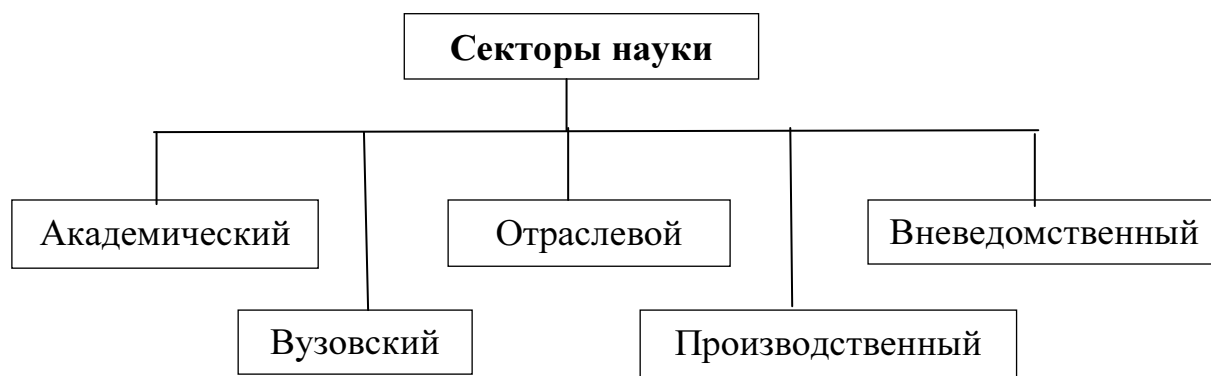 Секторы науки
Академический
Отраслевой
Вневедомственный
Вузовский
Производственный